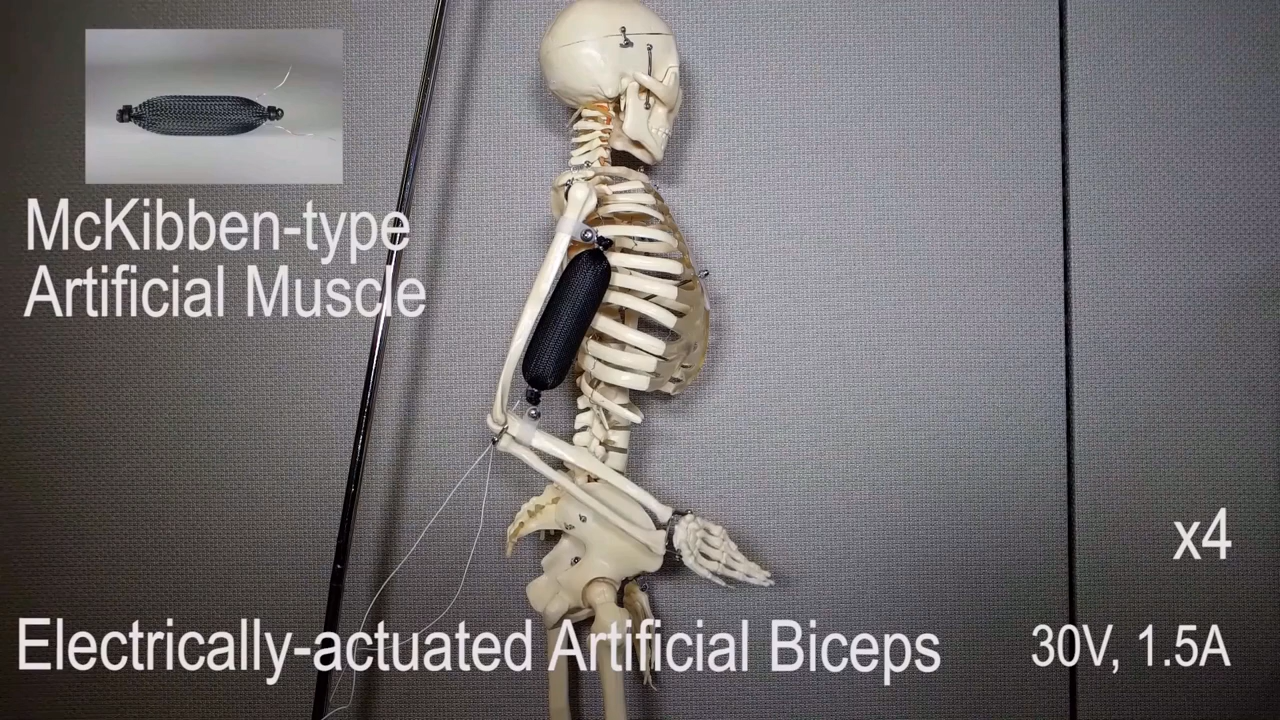 McKibben-type
Artificial Muscle
x4
Electrically-actuated Artificial Biceps
30V, 1.5A